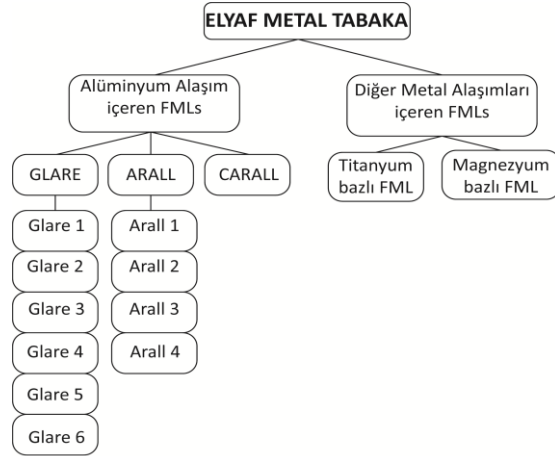 ELYAF METAL TABAKA
Alüminyum Alaşım
içeren FMLs
Diğer Metal Alaşımları
içeren FMLs
GLARE
ARALL
CARALL
Titanyum
bazlı FML
Magnezyum
bazlı FML
Glare 1
Glare 2
Glare 3
Glare 4
Glare 5
Glare 6
Arall 1
Arall 2
Arall 3
Arall 4